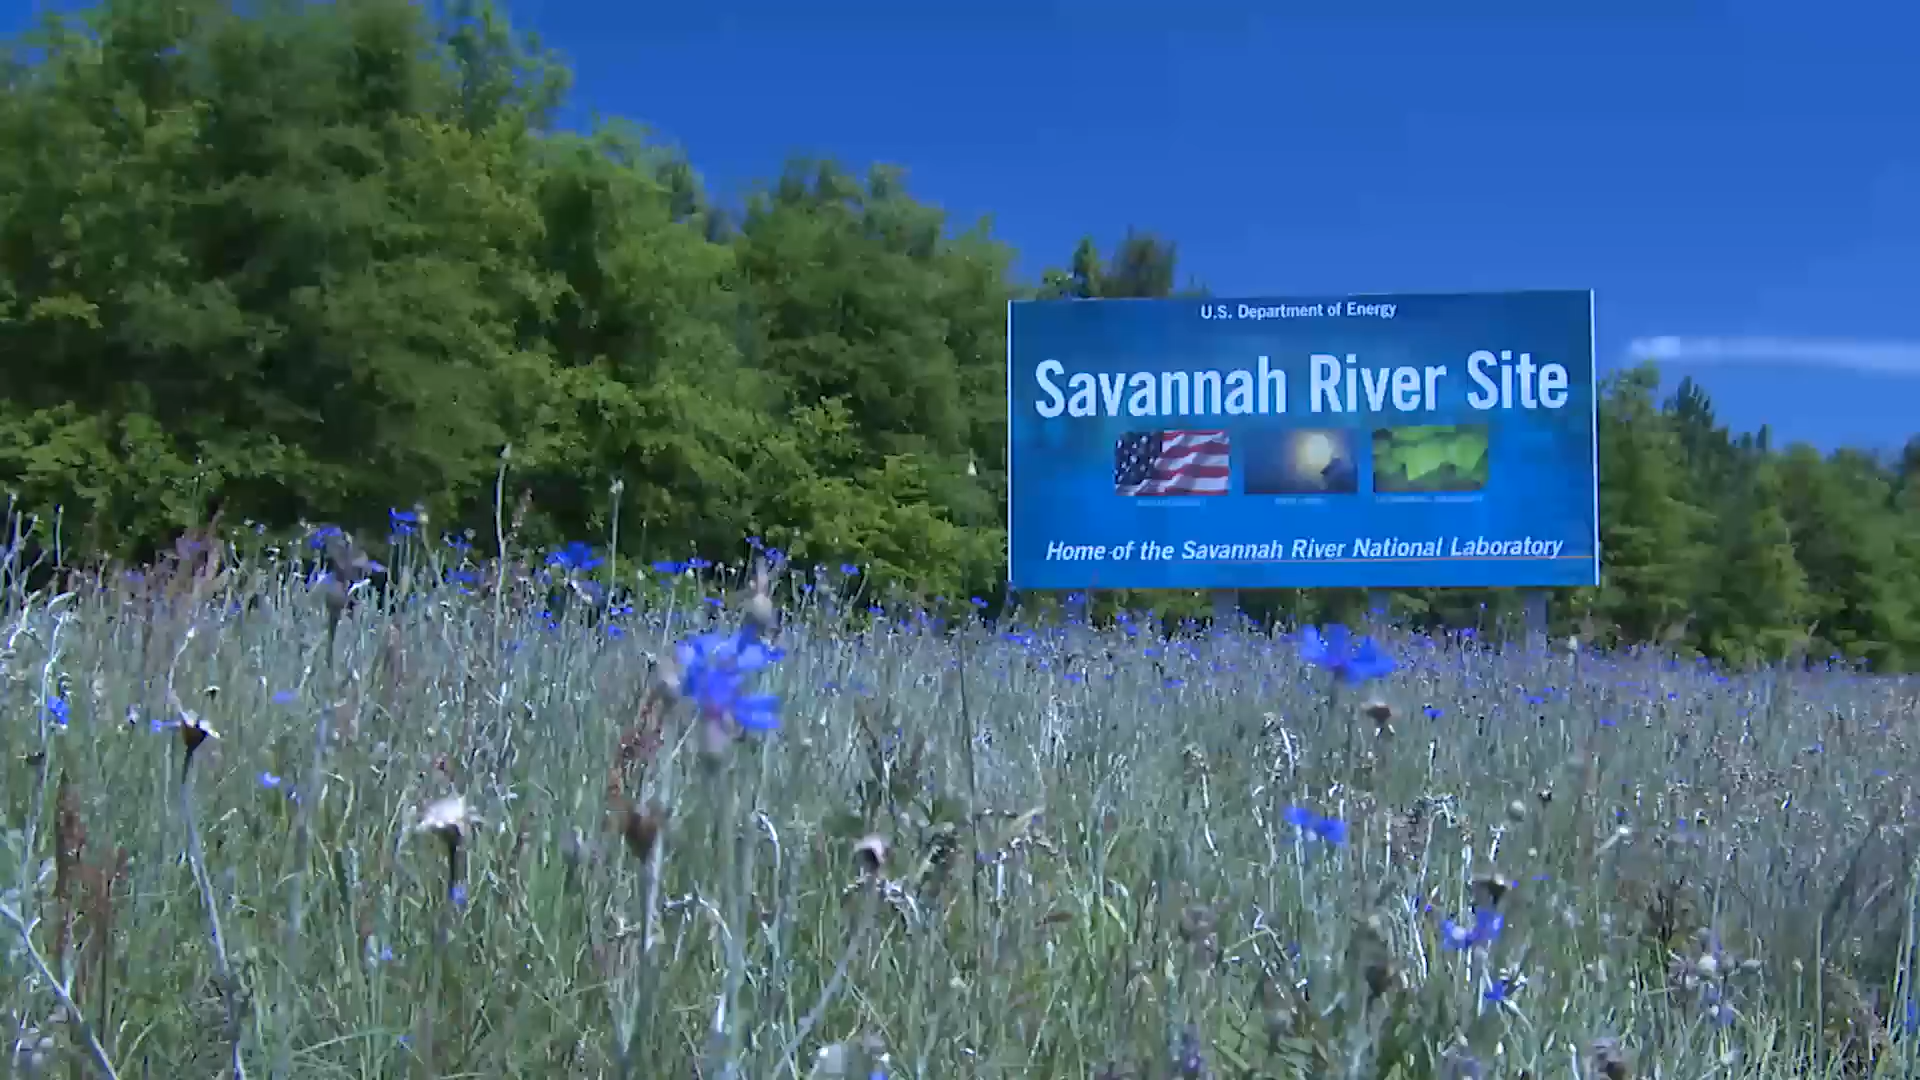 U.S. Department of Energy
Savannah River Site
Home of the Savannah River National Laboratory